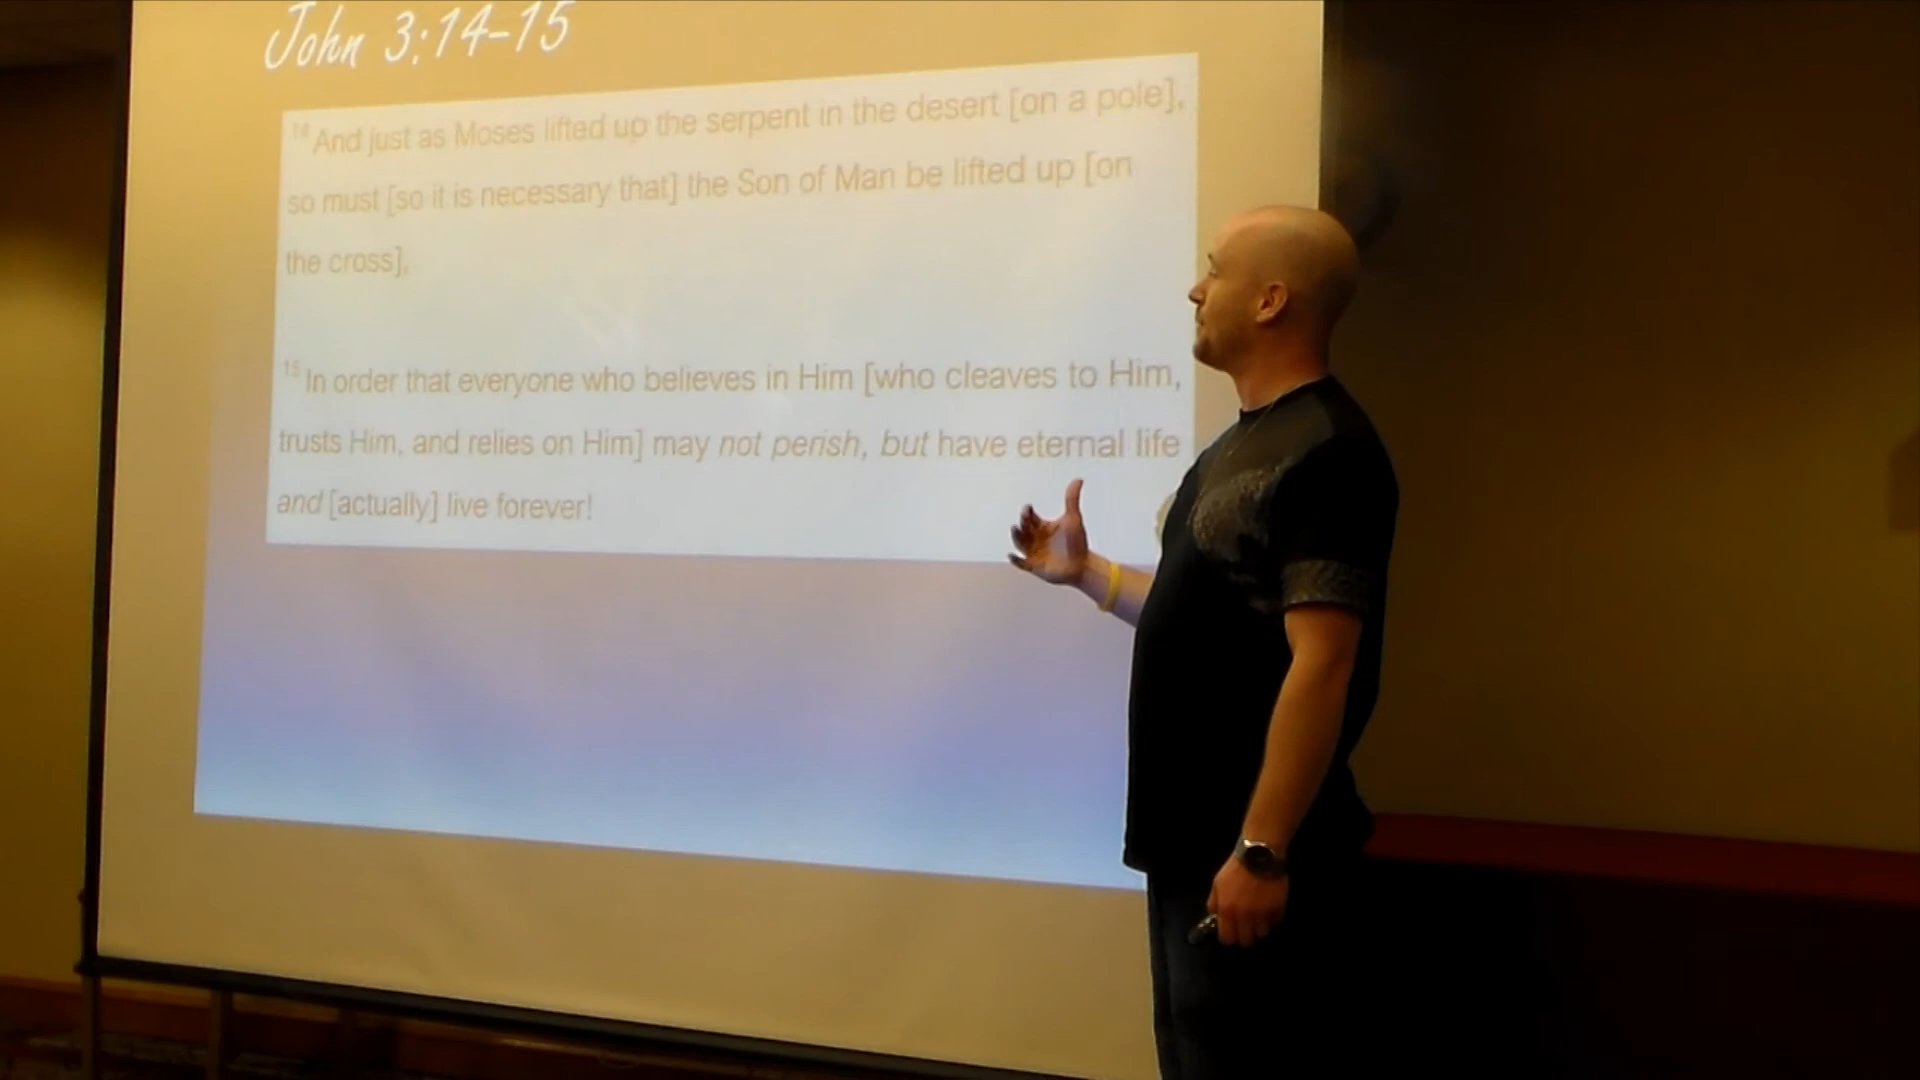 John 3:14-15
14 And just as Moses lifted up the serpent in the desert [on a pole],
so must [so it is necessary that] the Son of Man be lifted up [on
the cross],
15 In order that everyone who believes in Him [who cleaves to Him,
trusts Him, and relies on Him] may not perish, but have eternal life
and [actually] live forever!